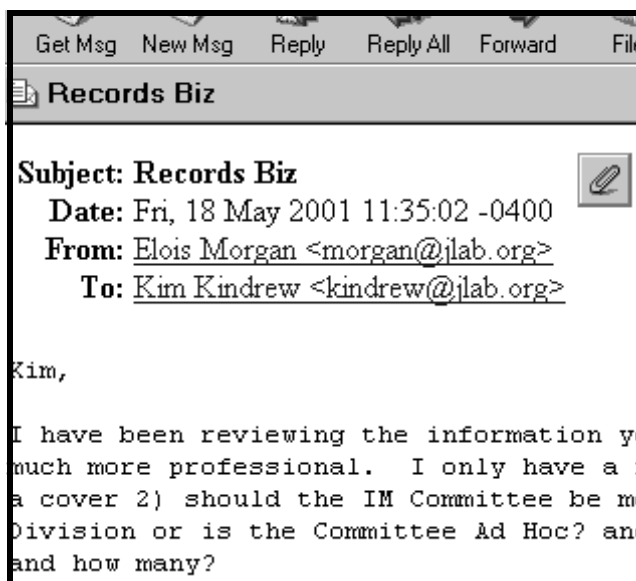 Get Msg New Msg Reply Reply All Forward
Records Biz
Subject: Records Biz
Date: Fri, 18 May 2001 11:35:02 -0400
From: Elois Morgan <morgan@jlab.org>
To: Kim Kindrew <kindrew@jlab.org>
Kim,
I have been reviewing the information
much more professional. I only have a
a cover 2) should the IM Committee be
Division or is the Committee Ad Hoc? and
and how many?